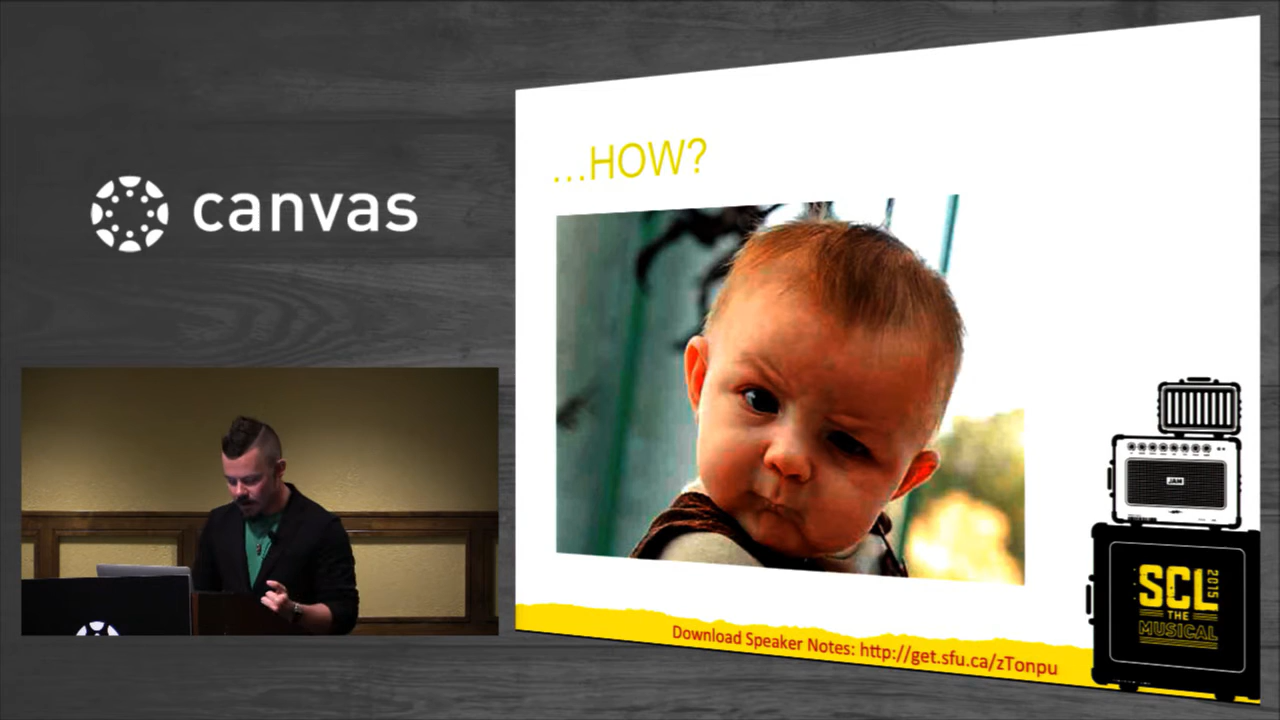 canvas
...HOW?
JAM
SCL 2015
THE
MUSICAL
Download Speaker Notes: http://get.sfu.ca/zTonpu